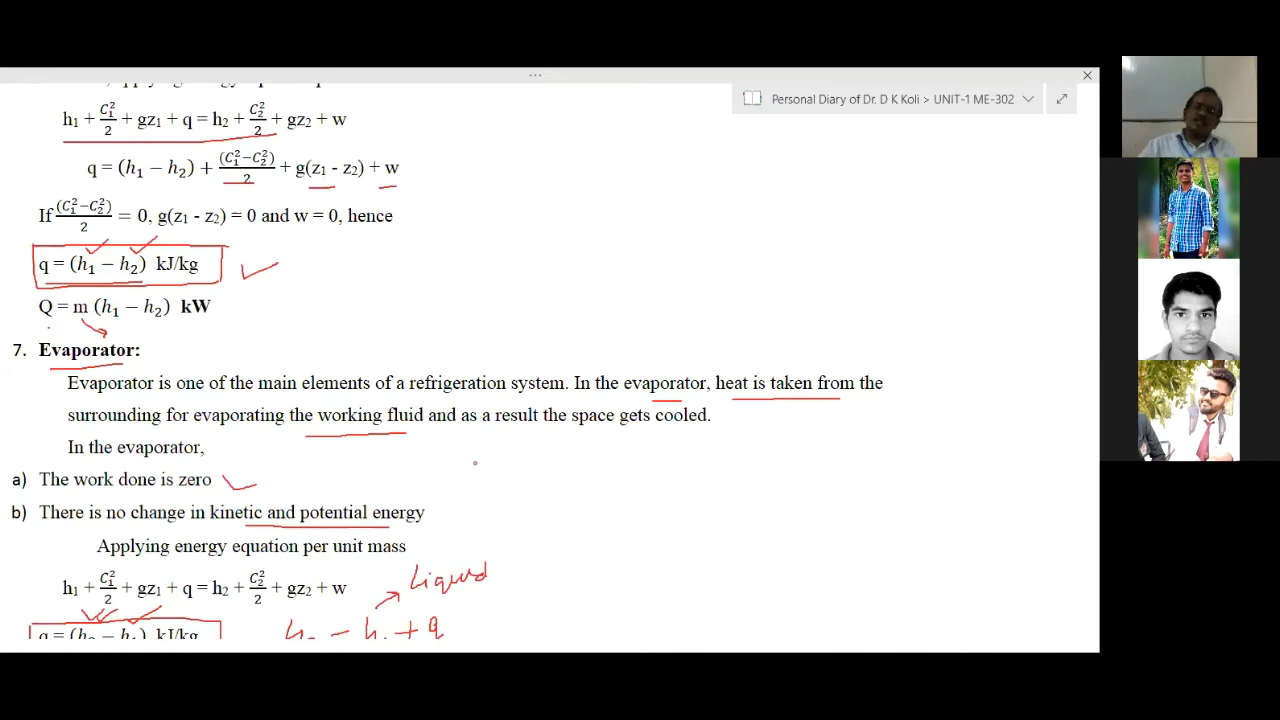 Personal Diary of Dr. D K Koli > UNIT-1 ME-302
h₁ + C₁²/2 + gz₁ + q = h₂ + C₂²/2 + gz₂ + w
q = (h₁ − h₂) + (C₁²−C₂²)/2 + g(z₁ - z₂) + w
If (C₁²−C₂²)/2 = 0, g(z₁ - z₂) = 0 and w = 0, hence
q = (h₁ − h₂) kJ/kg
Q = m (h₁ − h₂) kW
7. Evaporator:
Evaporator is one of the main elements of a refrigeration system. In the evaporator, heat is taken from the
surrounding for evaporating the working fluid and as a result the space gets cooled.
In the evaporator,
a) The work done is zero
b) There is no change in kinetic and potential energy
Applying energy equation per unit mass
Liquid
h₁ + C₁²/2 + gz₁ + q = h₂ + C₂²/2 + gz₂ + w
q = (h₂ − h₁) kJ/kg